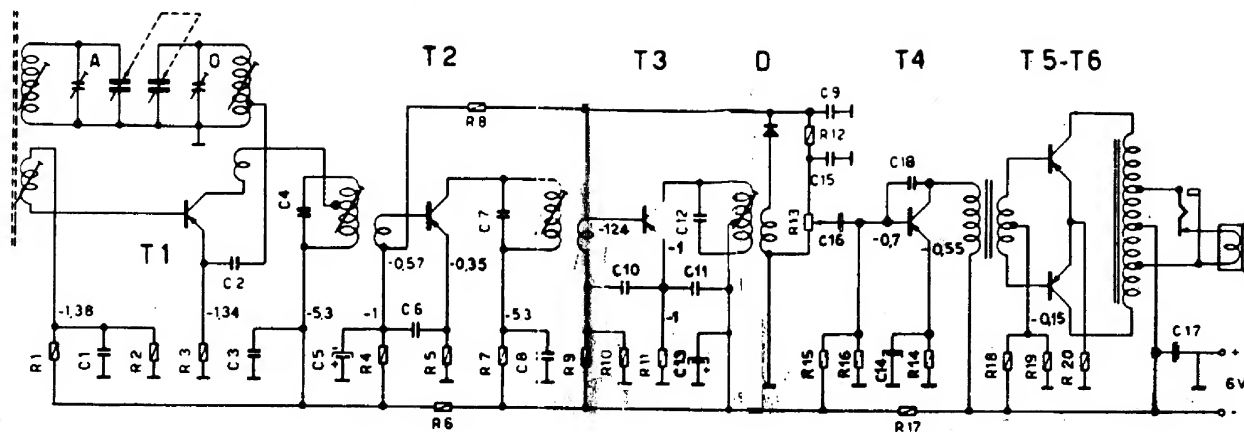 T2 T3 D T4 T5-T6
A O
C9
R8
R12
C18
C15
C4
C7
C12
R13
-124
T1
C16
-0,7
0,55
-0,57
-1
C2
-0,35
C10
C11
-1,38
-1,34
-5,3
-1
C6
-5 3
-1
-0,15
C17
+
R1
C1
R2
R3
C3
C5
+
R4
R5
R7
C8
R9
R10
R11
C13
+
R15
R16
C14
R14
R18
R19
R20
6V
-
R6
R17